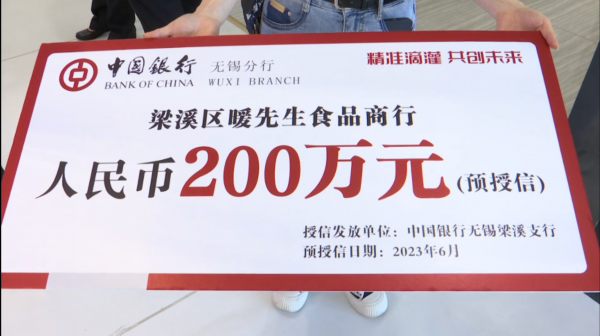 中国银行 无锡分行
BANK OF CHINA WUXI BRANCH
精准滴灌 共创未来
梁溪区暖先生食品商行
人民币200万元(预授信)
授信发放单位：中国银行无锡梁溪支行
预授信日期：2023年6月